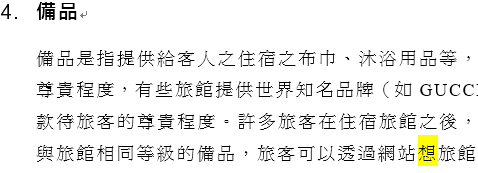 4. 備品
備品是指提供給客人之住宿之布巾、沐浴用品等，
尊貴程度，有些旅館提供世界知名品牌（如 GUCCI
款待旅客的尊貴程度。許多旅客在住宿旅館之後，
與旅館相同等級的備品，旅客可以透過網站想旅館